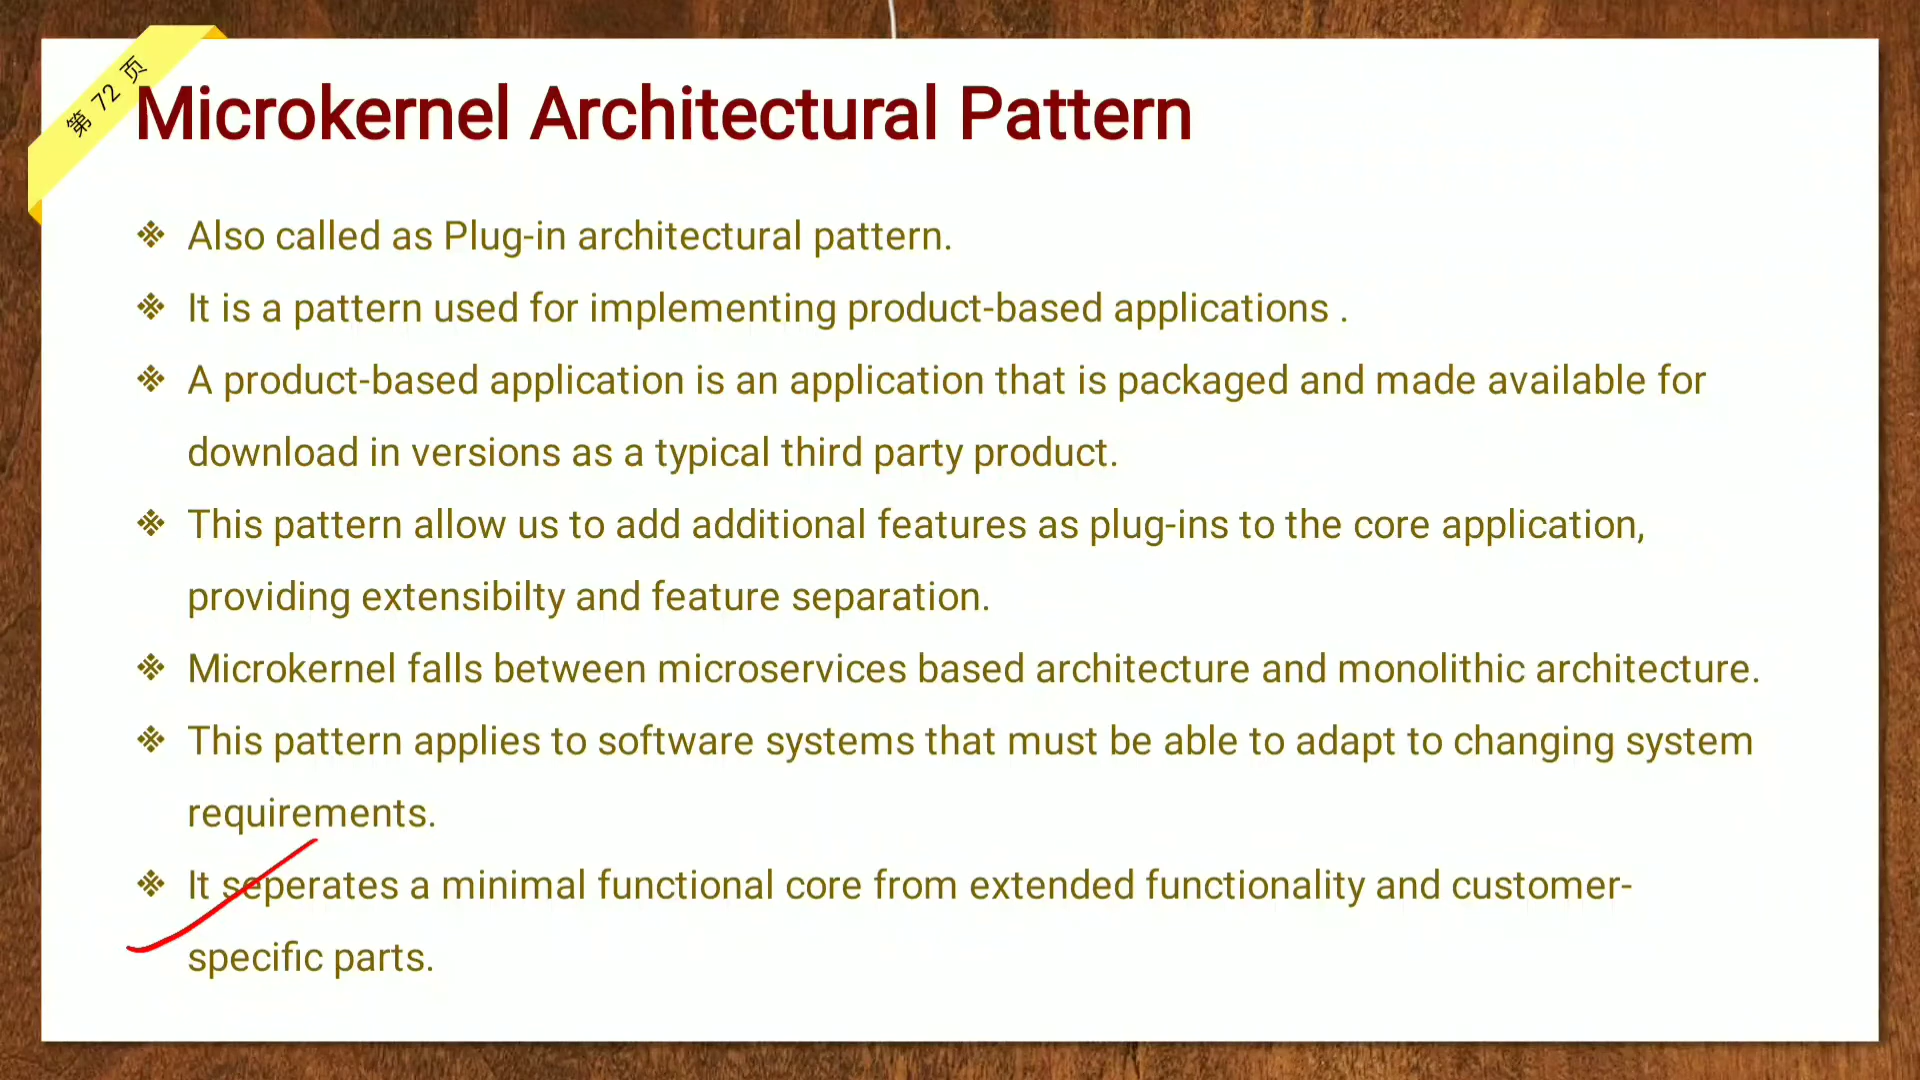 第 72 页
Microkernel Architectural Pattern
❖ Also called as Plug-in architectural pattern.
❖ It is a pattern used for implementing product-based applications .
❖ A product-based application is an application that is packaged and made available for
download in versions as a typical third party product.
❖ This pattern allow us to add additional features as plug-ins to the core application,
providing extensibilty and feature separation.
❖ Microkernel falls between microservices based architecture and monolithic architecture.
❖ This pattern applies to software systems that must be able to adapt to changing system
requirements.
❖ It seperates a minimal functional core from extended functionality and customer-
specific parts.